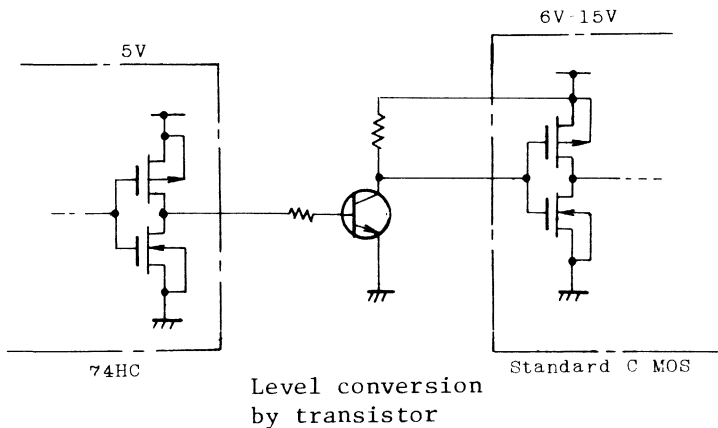 5V
6V-15V
74HC
Standard C MOS
Level conversion
by transistor